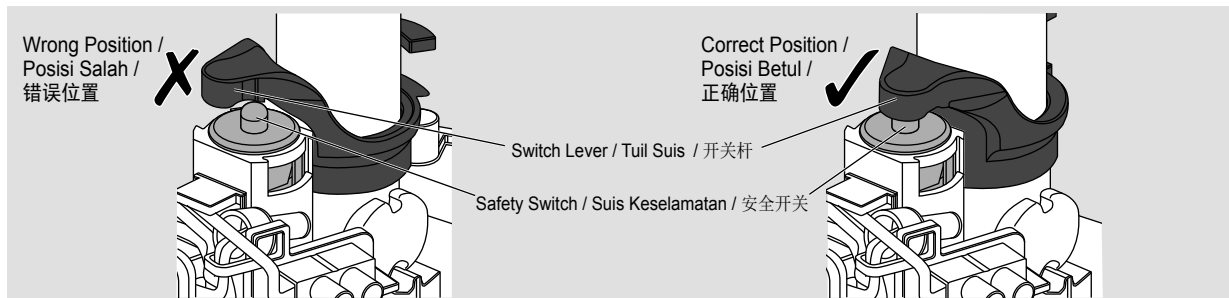 Wrong Position /
Posisi Salah /
错误位置
Correct Position /
Posisi Betul /
正确位置
Switch Lever / Tuil Suis / 开关杆
Safety Switch / Suis Keselamatan / 安全开关